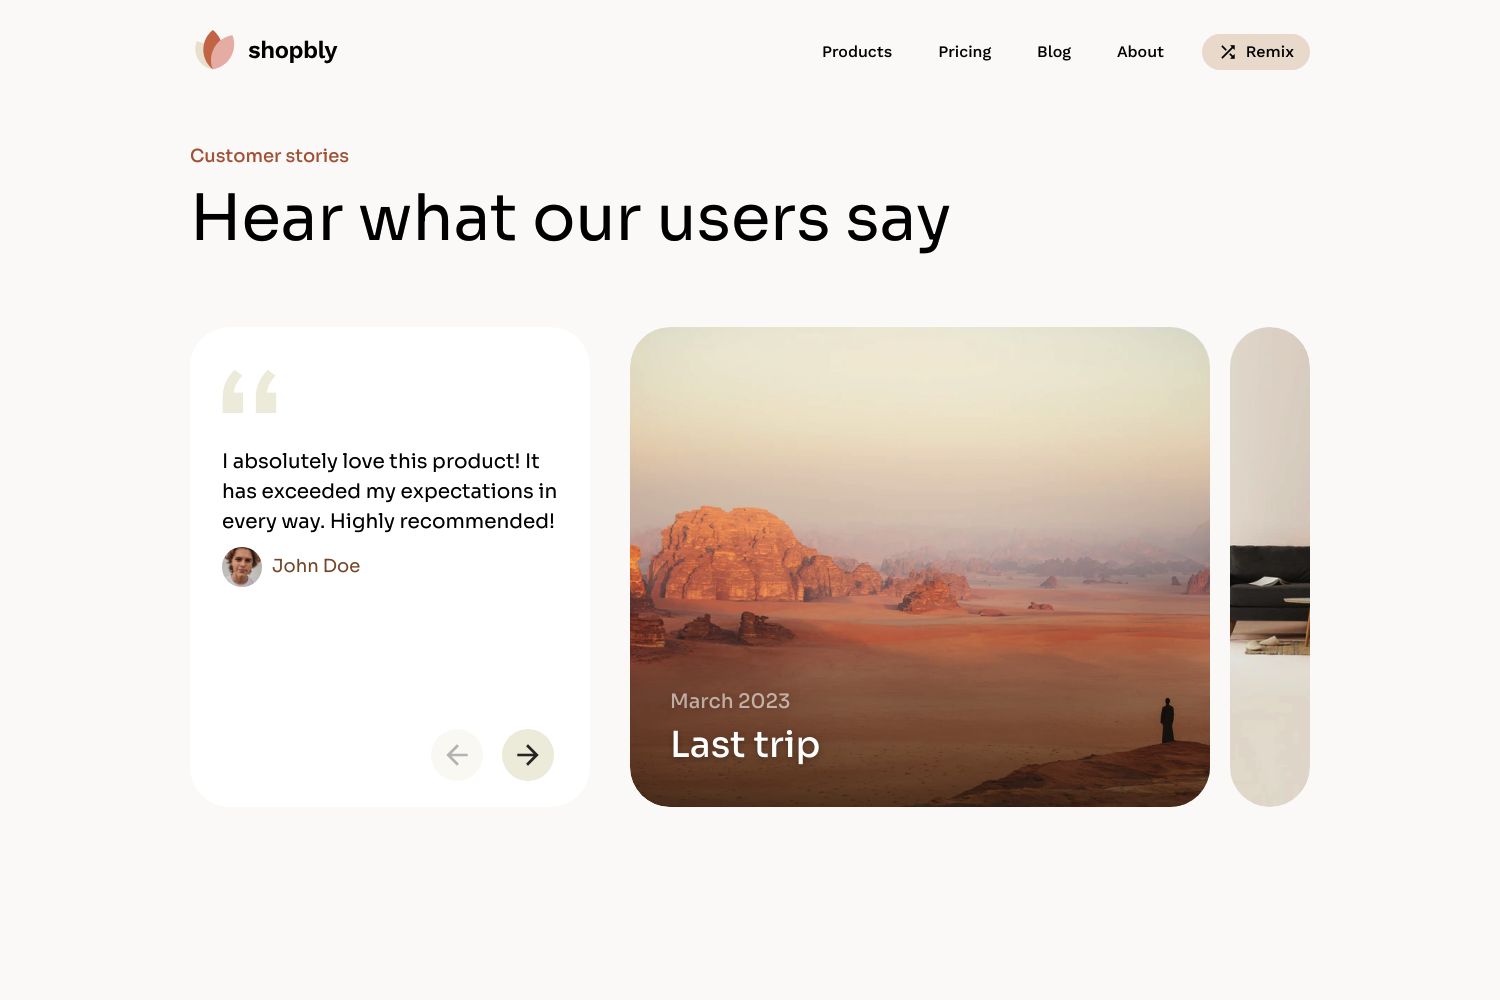 shopbly
Products
Pricing
Blog
About
Remix
Customer stories
Hear what our users say
I absolutely love this product! It
has exceeded my expectations in
every way. Highly recommended!
John Doe
March 2023
Last trip